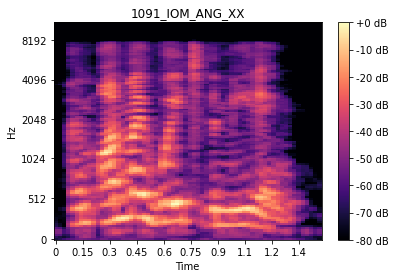 1091_IOM_ANG_XX
8192
4096
2048
1024
512
0
Hz
0 0.15 0.3 0.45 0.6 0.75 0.9 1.1 1.2 1.4
Time
+0 dB
-10 dB
-20 dB
-30 dB
-40 dB
-50 dB
-60 dB
-70 dB
-80 dB